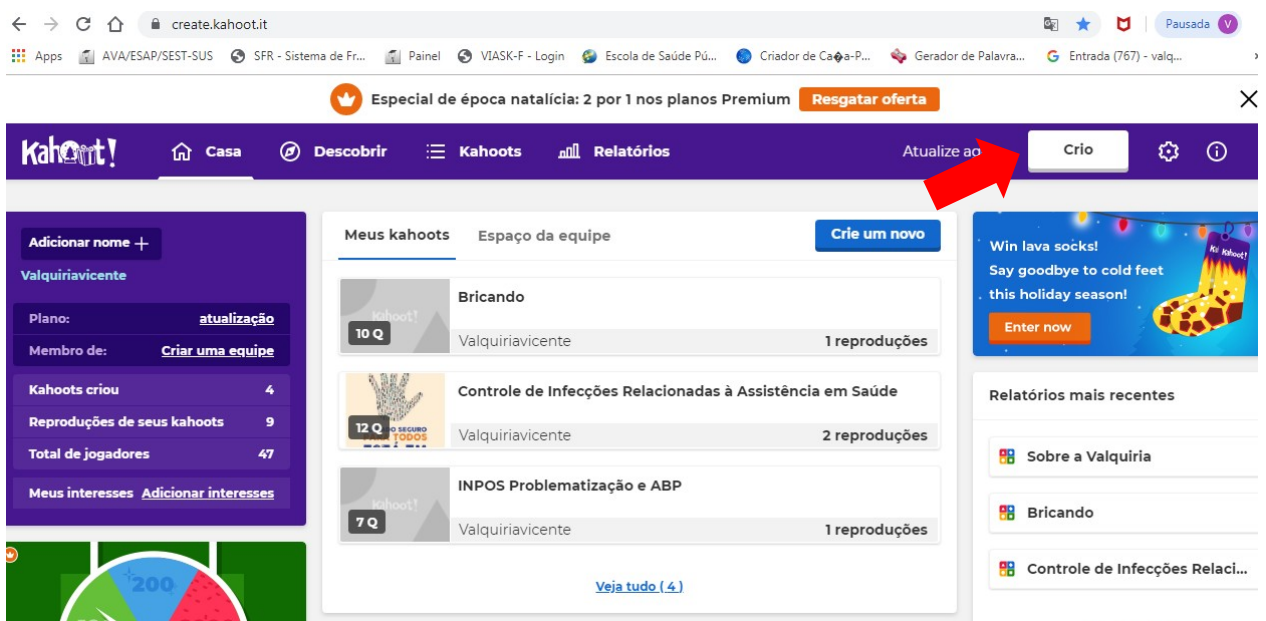 create.kahoot.it
Pausada V
Apps AVA/ESAP/SEST-SUS SFR - Sistema de Fr... Painel VIASK-F - Login Escola de Saúde Pú... Criador de Ca�a-P... Gerador de Palavra... Entrada (767) - valq...
Especial de época natalícia: 2 por 1 nos planos Premium Resgatar oferta
Kahoot! Casa Descobrir Kahoots Relatórios Atualize ag Crio
Adicionar nome +
Valquiriavicente
Plano: atualização
Membro de: Criar uma equipe
Kahoots criou 4
Reproduções de seus kahoots 9
Total de jogadores 47
Meus interesses Adicionar interesses
200
Meus kahoots Espaço da equipe Crie um novo
Bricando
10 Q
Valquiriavicente 1 reproduções
Controle de Infecções Relacionadas à Assistência em Saúde
12 Q
Valquiriavicente 2 reproduções
INPOS Problematização e ABP
7 Q
Valquiriavicente 1 reproduções
Veja tudo ( 4 )
Win lava socks!
Say goodbye to cold feet
this holiday season!
Enter now
Relatórios mais recentes
Sobre a Valquiria
Bricando
Controle de Infecções Relaci...